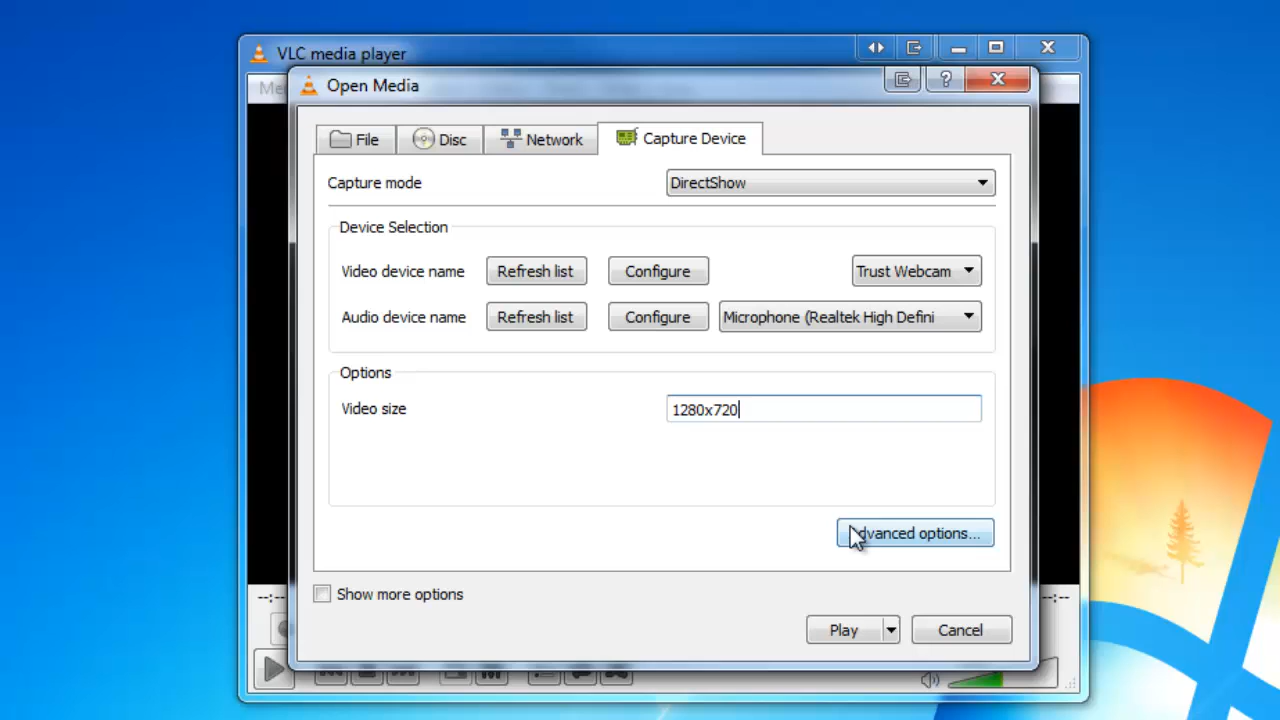 VLC media player
Me
Open Media
File Disc Network Capture Device
Capture mode DirectShow
Device Selection
Video device name Refresh list Configure Trust Webcam
Audio device name Refresh list Configure Microphone (Realtek High Defini
Options
Video size 1280x720
dvanced options...
Show more options
--:-- --:--
Play Cancel